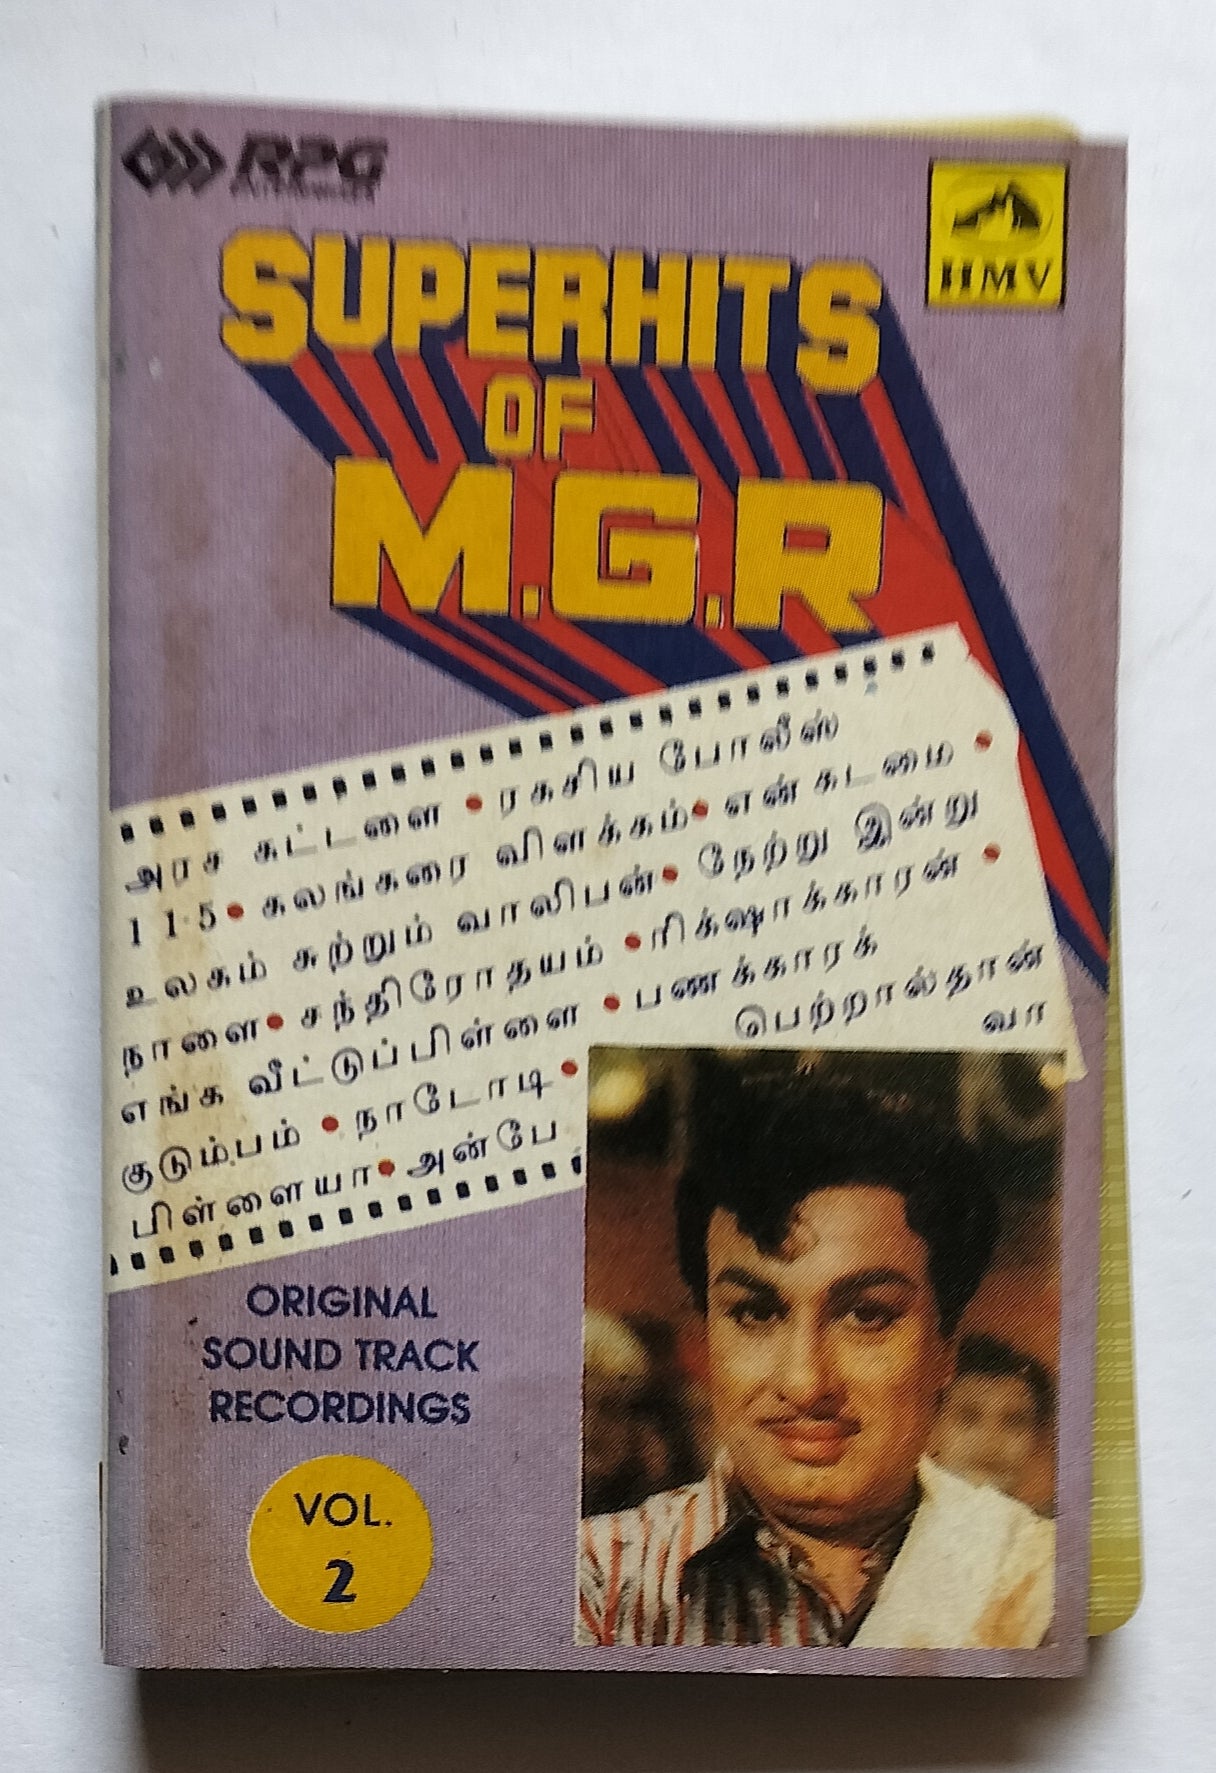 RPG
ENTERPRISES
HMV
SUPERHITS
OF
M.G.R
அரச கட்டளை • ரகசிய போலீஸ்
115 • கலங்கரை விளக்கம் • என் கடமை •
உலகம் சுற்றும் வாலிபன் • நேற்று இன்று
நாளை • சந்திரோதயம் • ரிக்‌ஷாக்காரன் •
எங்க வீட்டுப்பிள்ளை • பணக்காரக்
குடும்பம் • நாடோடி • பெற்றால்தான்
பிள்ளையா • அன்பே வா
ORIGINAL
SOUND TRACK
RECORDINGS
VOL.
2